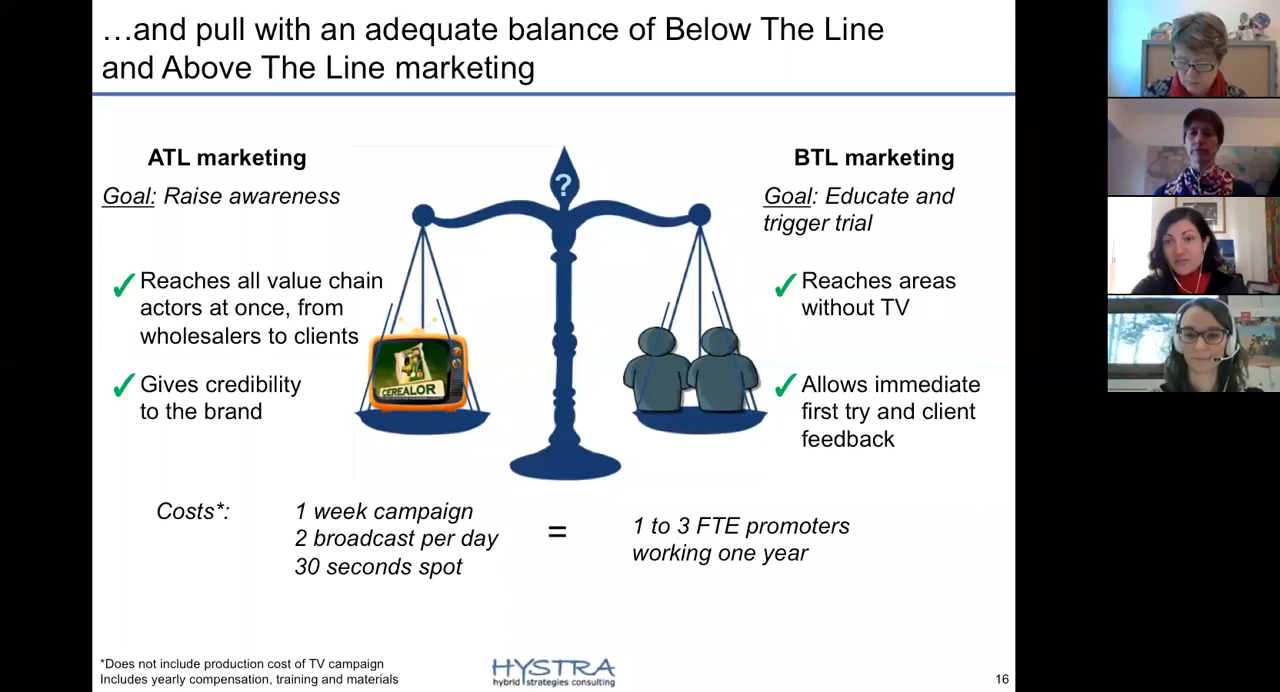 …and pull with an adequate balance of Below The Line
and Above The Line marketing
ATL marketing
Goal: Raise awareness
✓ Reaches all value chain
actors at once, from
wholesalers to clients
✓ Gives credibility
to the brand
?
CEREALOR
BTL marketing
Goal: Educate and
trigger trial
✓ Reaches areas
without TV
✓ Allows immediate
first try and client
feedback
Costs*:
1 week campaign
2 broadcast per day
30 seconds spot
=
1 to 3 FTE promoters
working one year
*Does not include production cost of TV campaign
Includes yearly compensation, training and materials
HYSTRA
hybrid strategies consulting
16